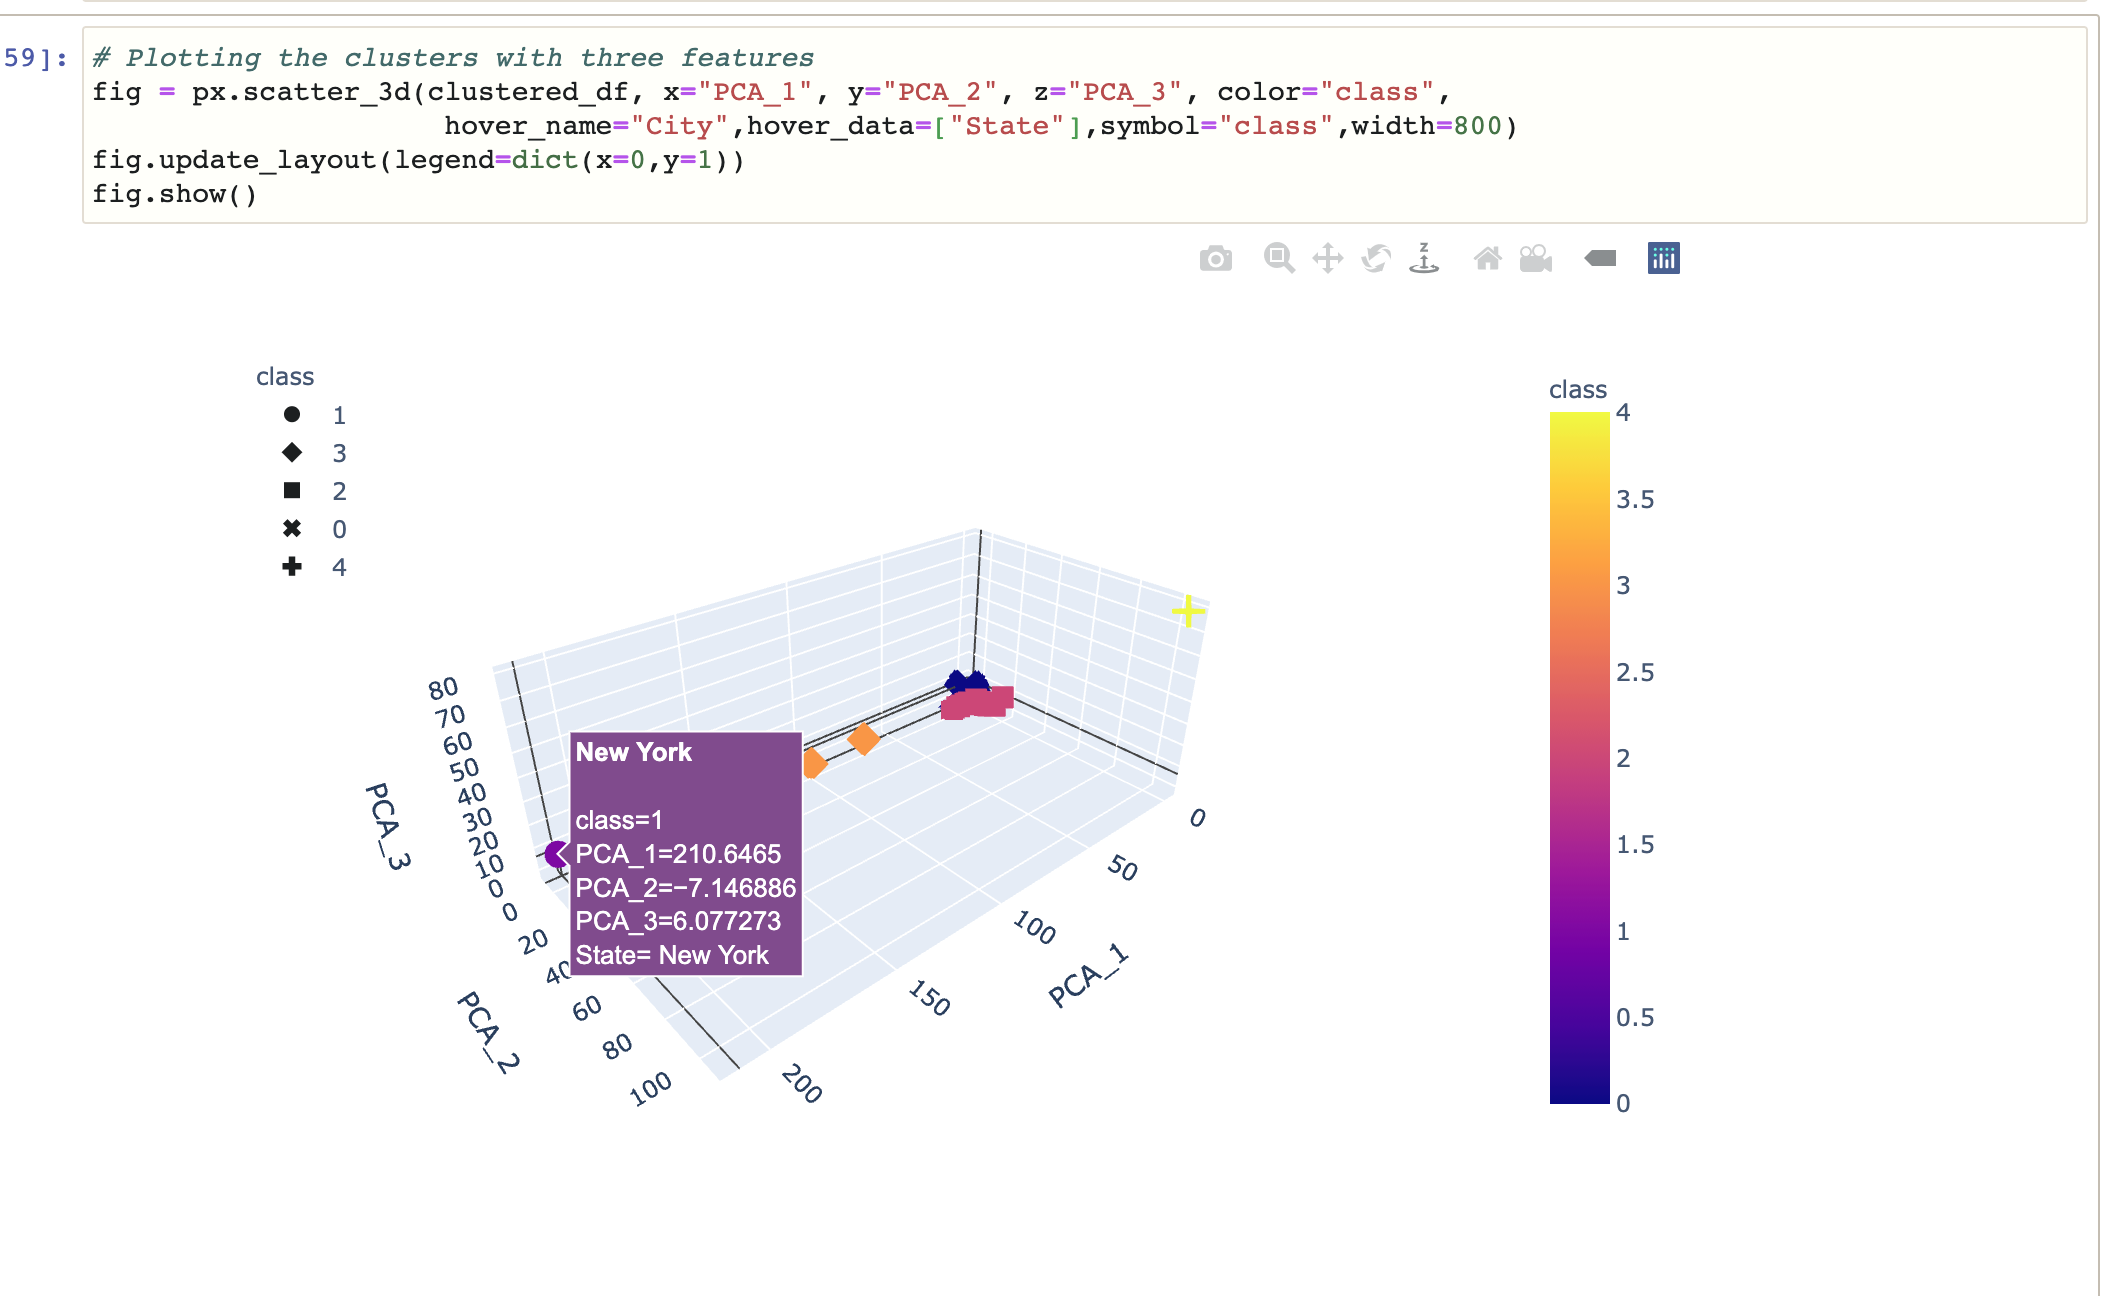 59]:
# Plotting the clusters with three features
fig = px.scatter_3d(clustered_df, x="PCA_1", y="PCA_2", z="PCA_3", color="class",
hover_name="City",hover_data=["State"],symbol="class",width=800)
fig.update_layout(legend=dict(x=0,y=1))
fig.show()
z
class
1
3
2
0
4
class
4
3.5
3
2.5
2
1.5
1
0.5
0
80
70
60
50
40
30
20
10
0
PCA_3
New York
class=1
PCA_1=210.6465
PCA_2=−7.146886
PCA_3=6.077273
State= New York
0
20
40
60
80
100
PCA_2
0
50
100
150
200
PCA_1